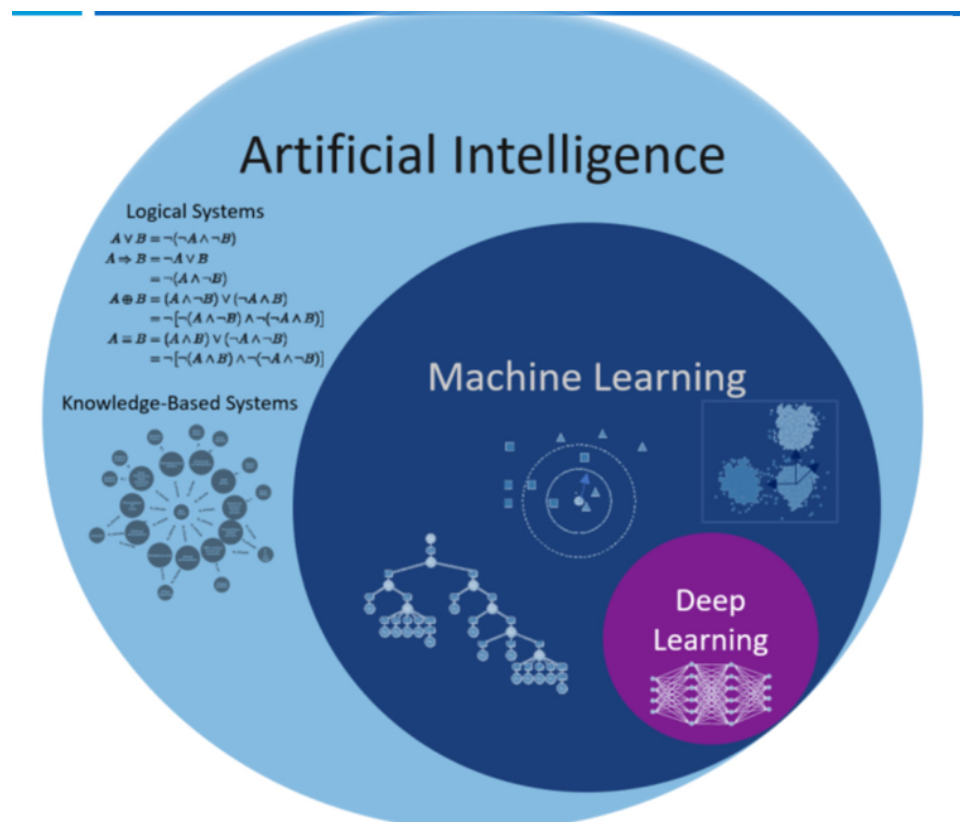 Artificial Intelligence
Logical Systems
A ∨ B = ¬(¬A ∧ ¬B)
A ⇒ B = ¬A ∨ B
= ¬(A ∧ ¬B)
A ⊕ B = (A ∧ ¬B) ∨ (¬A ∧ B)
= ¬[¬(A ∧ ¬B) ∧ ¬(¬A ∧ B)]
A ≡ B = (A ∧ B) ∨ (¬A ∧ ¬B)
= ¬[¬(A ∧ B) ∧ ¬(¬A ∧ ¬B)]
Knowledge-Based Systems
Machine Learning
Deep
Learning